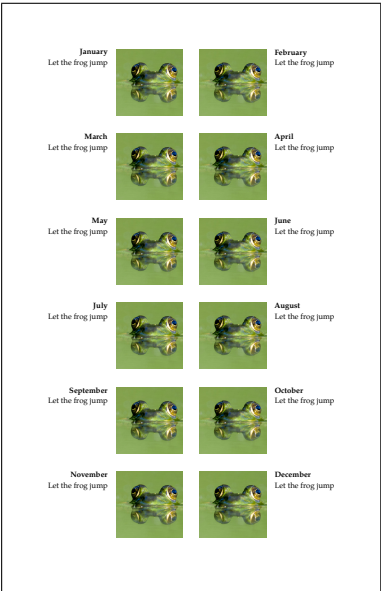 January
Let the frog jump
February
Let the frog jump
March
Let the frog jump
April
Let the frog jump
May
Let the frog jump
June
Let the frog jump
July
Let the frog jump
August
Let the frog jump
September
Let the frog jump
October
Let the frog jump
November
Let the frog jump
December
Let the frog jump